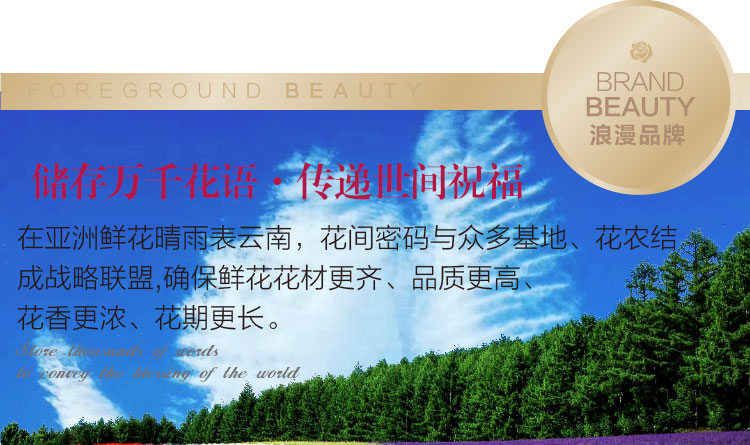 FOREGROUND BEAUTY
BRAND
BEAUTY
浪漫品牌
储存万千花语·传递世间祝福
在亚洲鲜花晴雨表云南，花间密码与众多基地、花农结
成战略联盟,确保鲜花花材更齐、品质更高、
花香更浓、花期更长。
Store thousands of words
to convey the blessing of the world